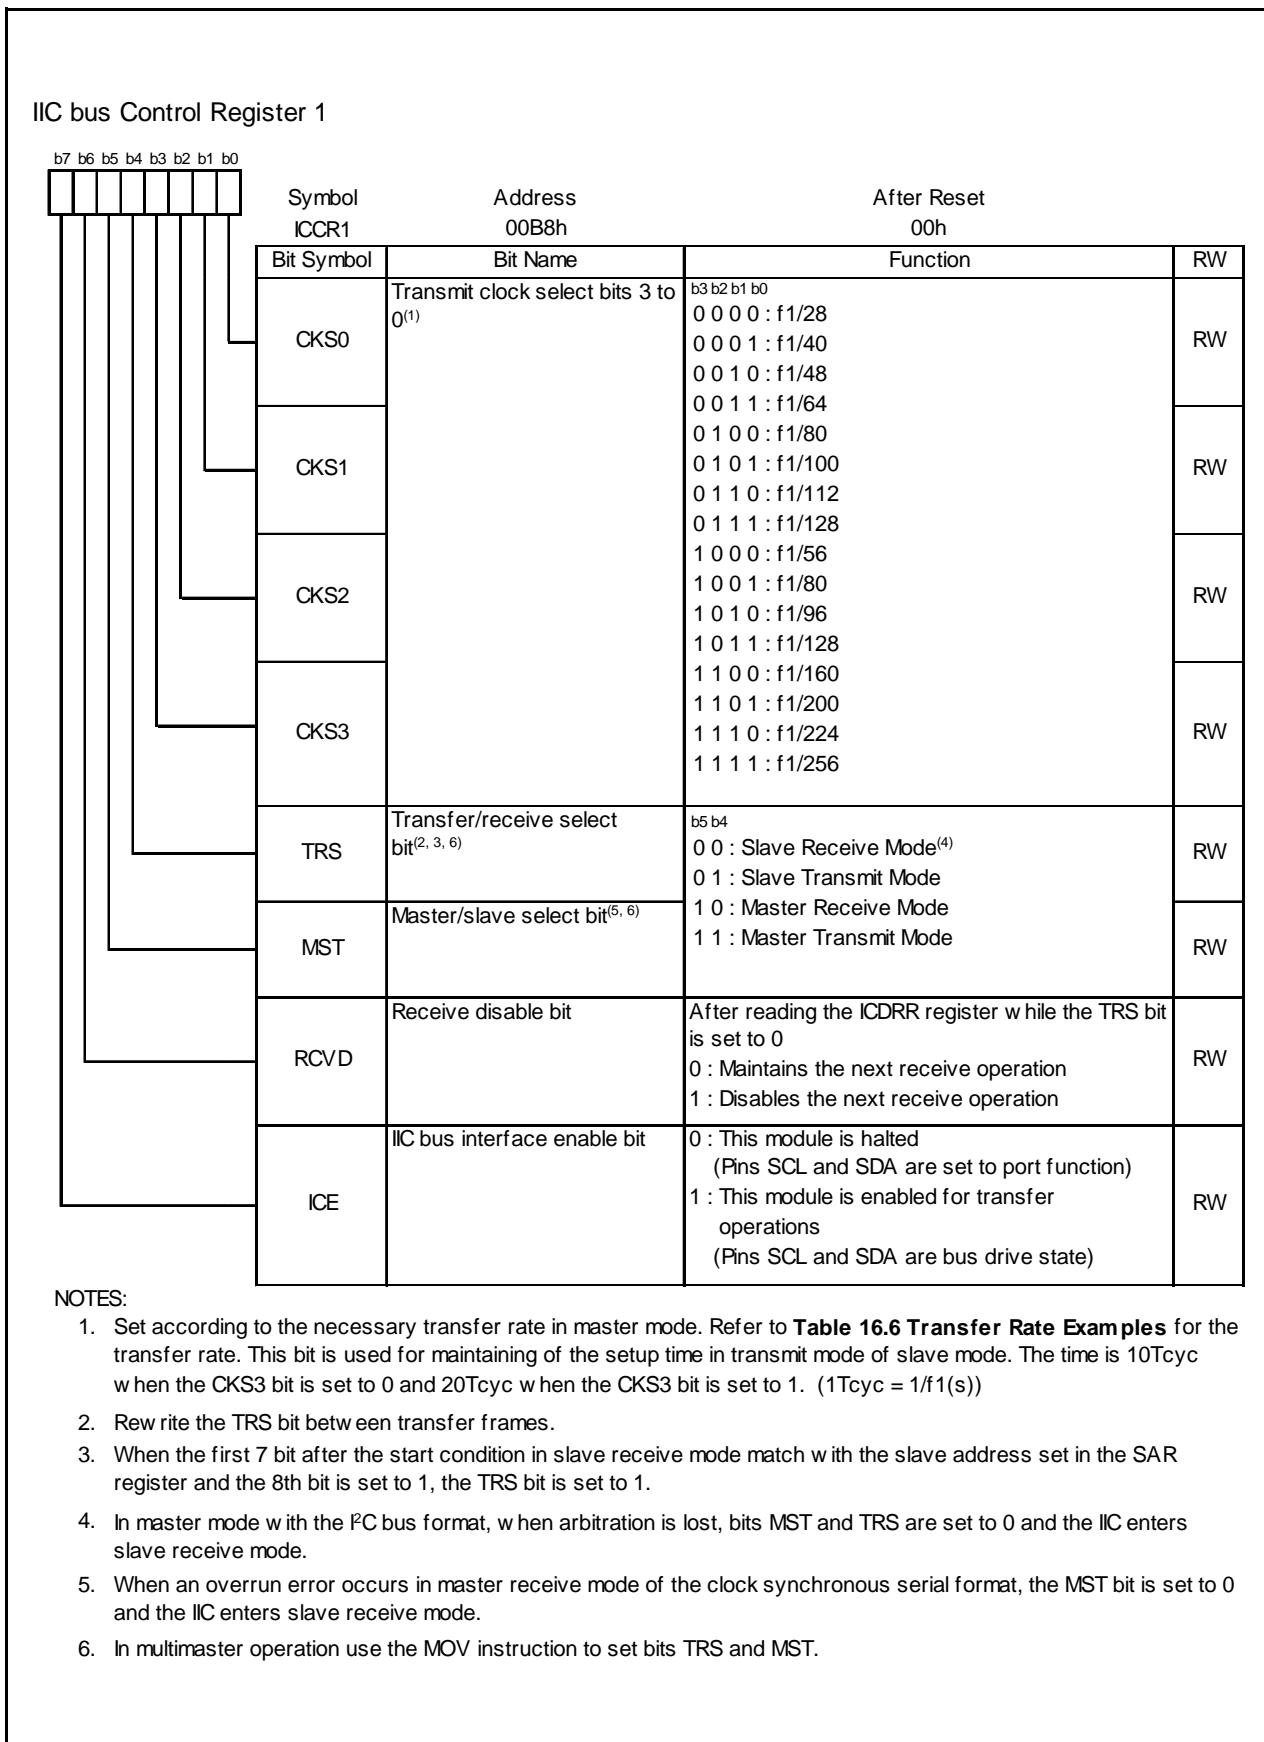 IIC bus Control Register 1
b7 b6 b5 b4 b3 b2 b1 b0
Symbol Address After Reset
ICCR1 00B8h 00h
Bit Symbol Bit Name Function RW
CKS0 RW
Transmit clock select bits 3 to
0(1)
b3 b2 b1 b0
0 0 0 0 : f1/28
0 0 0 1 : f1/40
0 0 1 0 : f1/48
0 0 1 1 : f1/64
0 1 0 0 : f1/80
0 1 0 1 : f1/100
0 1 1 0 : f1/112
0 1 1 1 : f1/128
1 0 0 0 : f1/56
1 0 0 1 : f1/80
1 0 1 0 : f1/96
1 0 1 1 : f1/128
1 1 0 0 : f1/160
1 1 0 1 : f1/200
1 1 1 0 : f1/224
1 1 1 1 : f1/256
CKS1 RW
CKS2 RW
CKS3 RW
TRS RW
Transfer/receive select
bit(2, 3, 6)
b5 b4
0 0 : Slave Receive Mode(4)
0 1 : Slave Transmit Mode
1 0 : Master Receive Mode
1 1 : Master Transmit Mode
MST RW
Master/slave select bit(5, 6)
RCVD RW
Receive disable bit
After reading the ICDRR register while the TRS bit
is set to 0
0 : Maintains the next receive operation
1 : Disables the next receive operation
ICE RW
IIC bus interface enable bit
0 : This module is halted
(Pins SCL and SDA are set to port function)
1 : This module is enabled for transfer
operations
(Pins SCL and SDA are bus drive state)
NOTES:
1. Set according to the necessary transfer rate in master mode. Refer to Table 16.6 Transfer Rate Examples for the
transfer rate. This bit is used for maintaining of the setup time in transmit mode of slave mode. The time is 10Tcyc
when the CKS3 bit is set to 0 and 20Tcyc when the CKS3 bit is set to 1. (1Tcyc = 1/f1(s))
2. Rewrite the TRS bit between transfer frames.
3. When the first 7 bit after the start condition in slave receive mode match with the slave address set in the SAR
register and the 8th bit is set to 1, the TRS bit is set to 1.
4. In master mode with the I²C bus format, when arbitration is lost, bits MST and TRS are set to 0 and the IIC enters
slave receive mode.
5. When an overrun error occurs in master receive mode of the clock synchronous serial format, the MST bit is set to 0
and the IIC enters slave receive mode.
6. In multimaster operation use the MOV instruction to set bits TRS and MST.